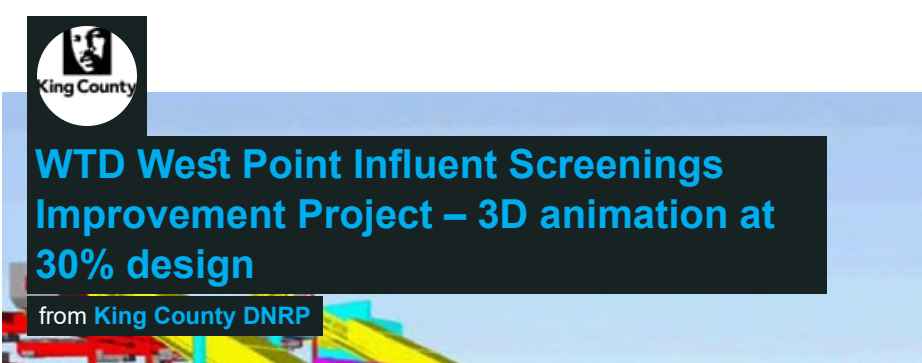 King County
WTD West Point Influent Screenings
Improvement Project – 3D animation at
30% design
from King County DNRP